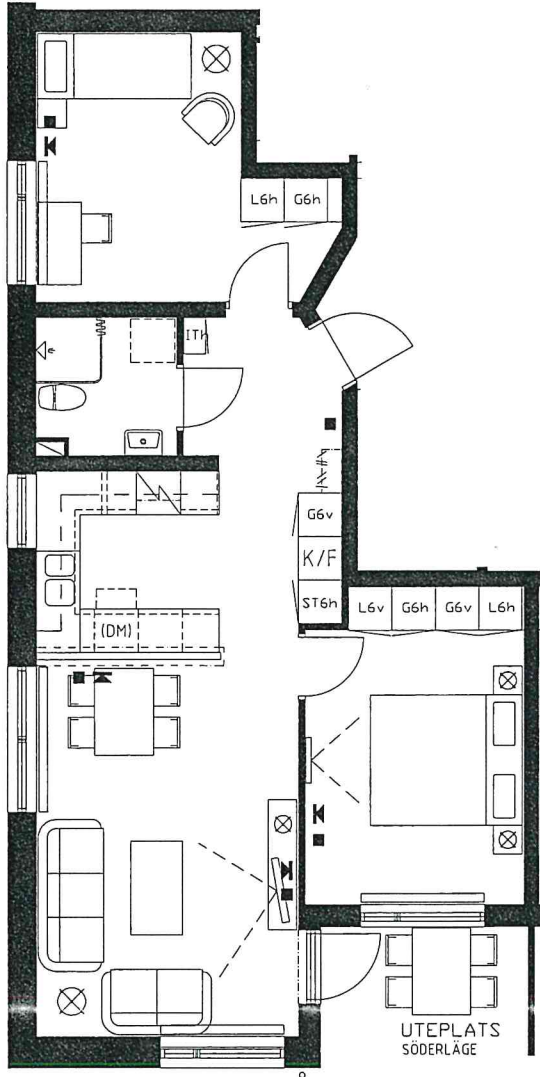 L6h G6h
ITh
G6v
K/F
ST6h
L6v G6h G6v L6h
(DM)
UTEPLATS
SÖDERLÄGE